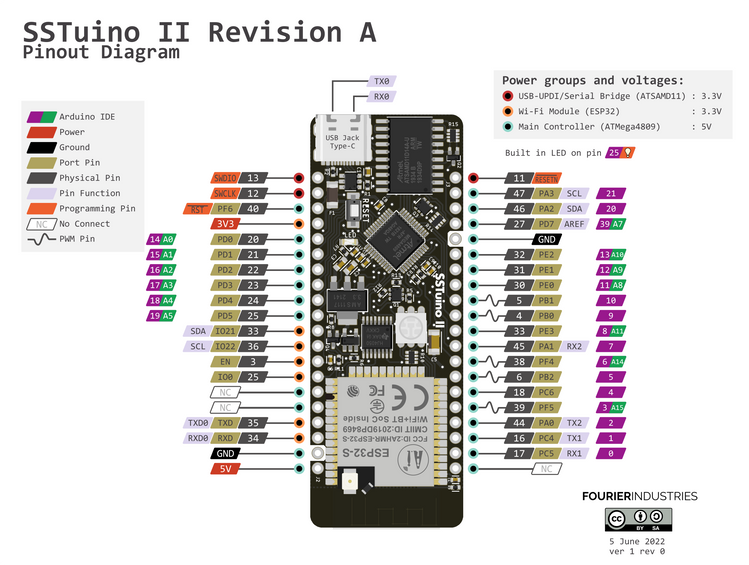 SSTuino II Revision A
Pinout Diagram
TX0
RX0
Power groups and voltages:
USB-UPDI/Serial Bridge (ATSAMD11) : 3.3V
Wi-Fi Module (ESP32) : 3.3V
Main Controller (ATMega4809) : 5V
Built in LED on pin 25
Arduino IDE
Power
Ground
Port Pin
Physical Pin
Pin Function
Programming Pin
NC No Connect
PWM Pin
USB Jack
Type-C
R15
RESET
LED
SSTuino II
SWDIO 13
SWCLK 12
RST PF6 40
3V3
14 A0 PD0 20
15 A1 PD1 21
16 A2 PD2 22
17 A3 PD3 23
18 A4 PD4 24
19 A5 PD5 25
SDA IO21 33
SCL IO22 36
EN 3
IO0 25
NC
NC
TXD0 TXD 35
RXD0 RXD 34
GND
5V
11 RESETN
47 PA3 SCL 21
46 PA2 SDA 20
27 PD7 AREF 39 A7
GND
32 PE2 13 A10
31 PE1 12 A9
30 PE0 11 A8
5 PB1 10
4 PB0 9
33 PE3 8 A11
45 PA1 RX2 7
38 PF4 6 A14
6 PB2 5
18 PC6 4
39 PF5 3 A15
44 PA0 TX2 2
16 PC4 TX1 1
17 PC5 RX1 0
NC
CE
FC
WiFi+BT SoC Inside
CMIIT ID:2019DP8469
FCC ID:2AHMR-ESP32-S
ESP32-S
Ai
J2
FOURIERINDUSTRIES
CC BY SA
5 June 2022
ver 1 rev 0